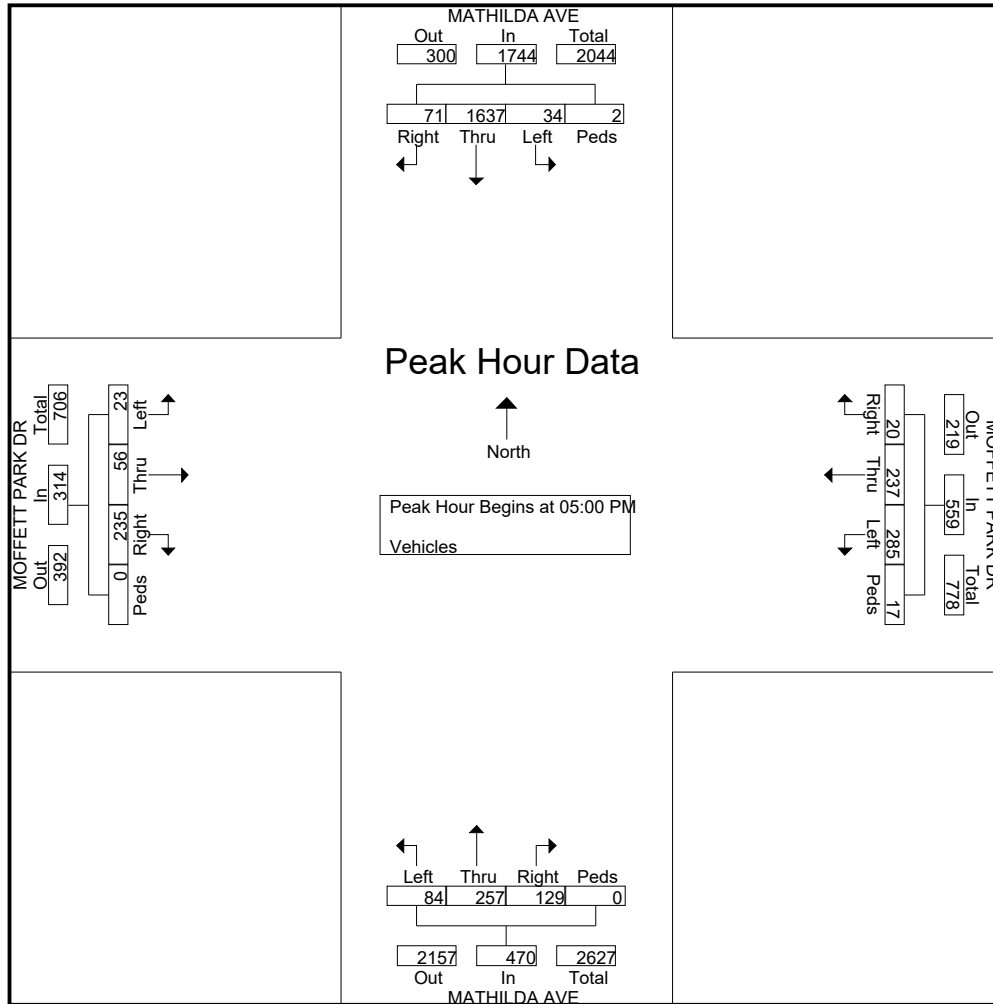 MATHILDA AVE
Out In Total
300 1744 2044
71 1637 34 2
Right Thru Left Peds
Peak Hour Data
North
Peak Hour Begins at 05:00 PM
Vehicles
MOFFETT PARK DR
Out In Total
392 314 706
Left Thru Right Peds
23 56 235 0
MOFFETT PARK DR
Out In Total
219 559 778
Right Thru Left Peds
20 237 285 17
Left Thru Right Peds
84 257 129 0
2157 470 2627
Out In Total
MATHILDA AVE